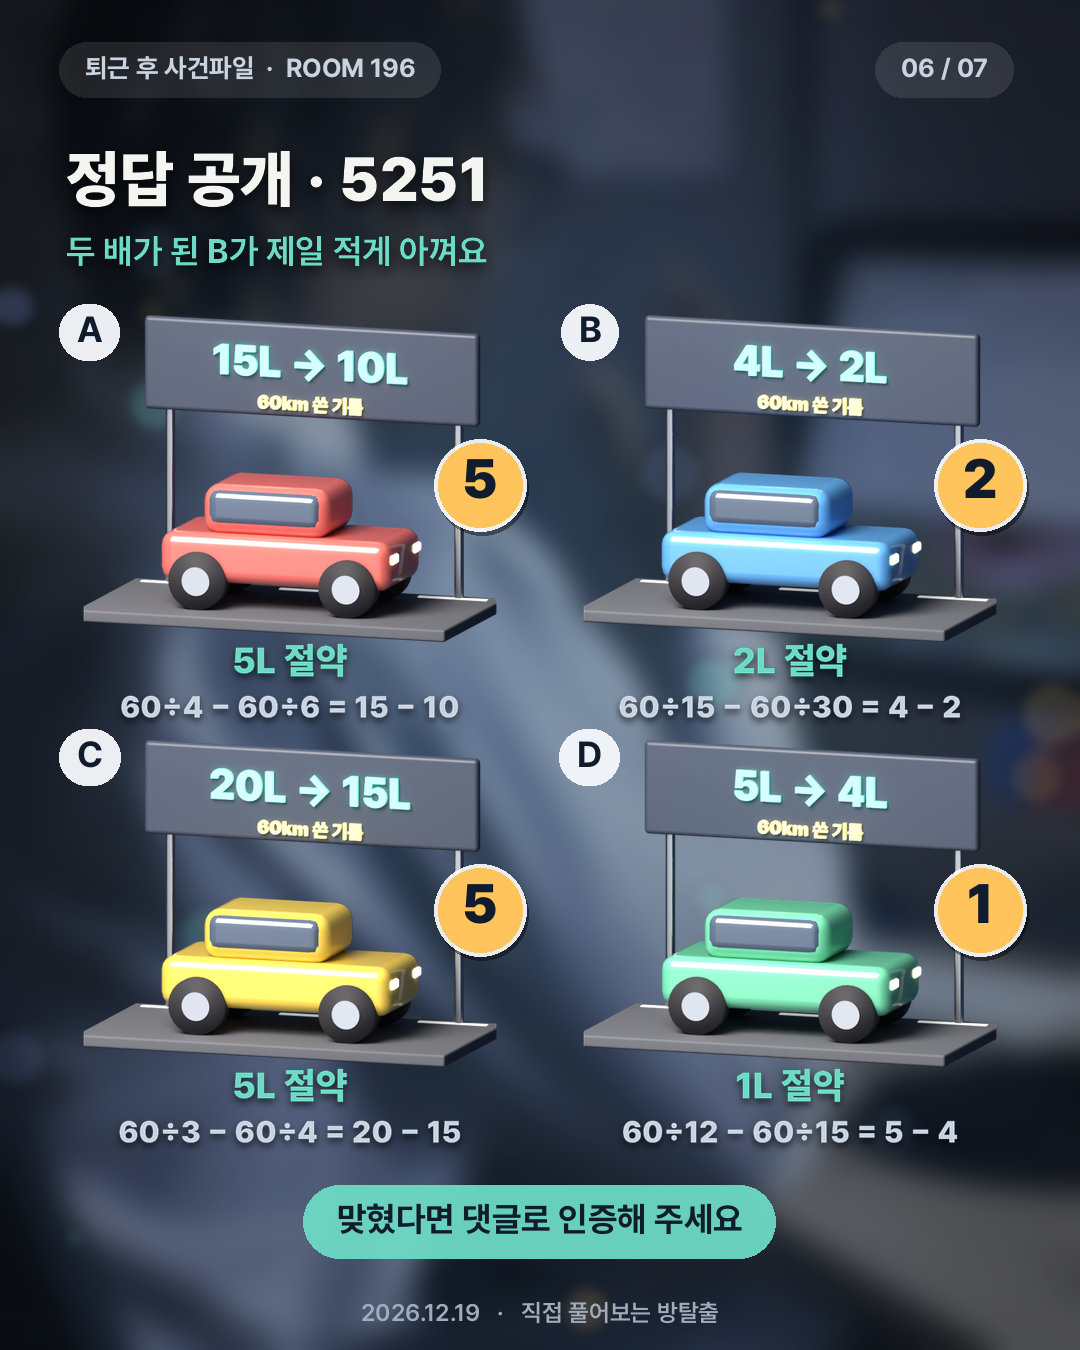 퇴근 후 사건파일 · ROOM 196
06 / 07
정답 공개 · 5251
두 배가 된 B가 제일 적게 아껴요
A
15L → 10L
60km 쓴 기름
5
5L 절약
60÷4 − 60÷6 = 15 − 10
B
4L → 2L
60km 쓴 기름
2
2L 절약
60÷15 − 60÷30 = 4 − 2
C
20L → 15L
60km 쓴 기름
5
5L 절약
60÷3 − 60÷4 = 20 − 15
D
5L → 4L
60km 쓴 기름
1
1L 절약
60÷12 − 60÷15 = 5 − 4
맞혔다면 댓글로 인증해 주세요
2026.12.19 · 직접 풀어보는 방탈출